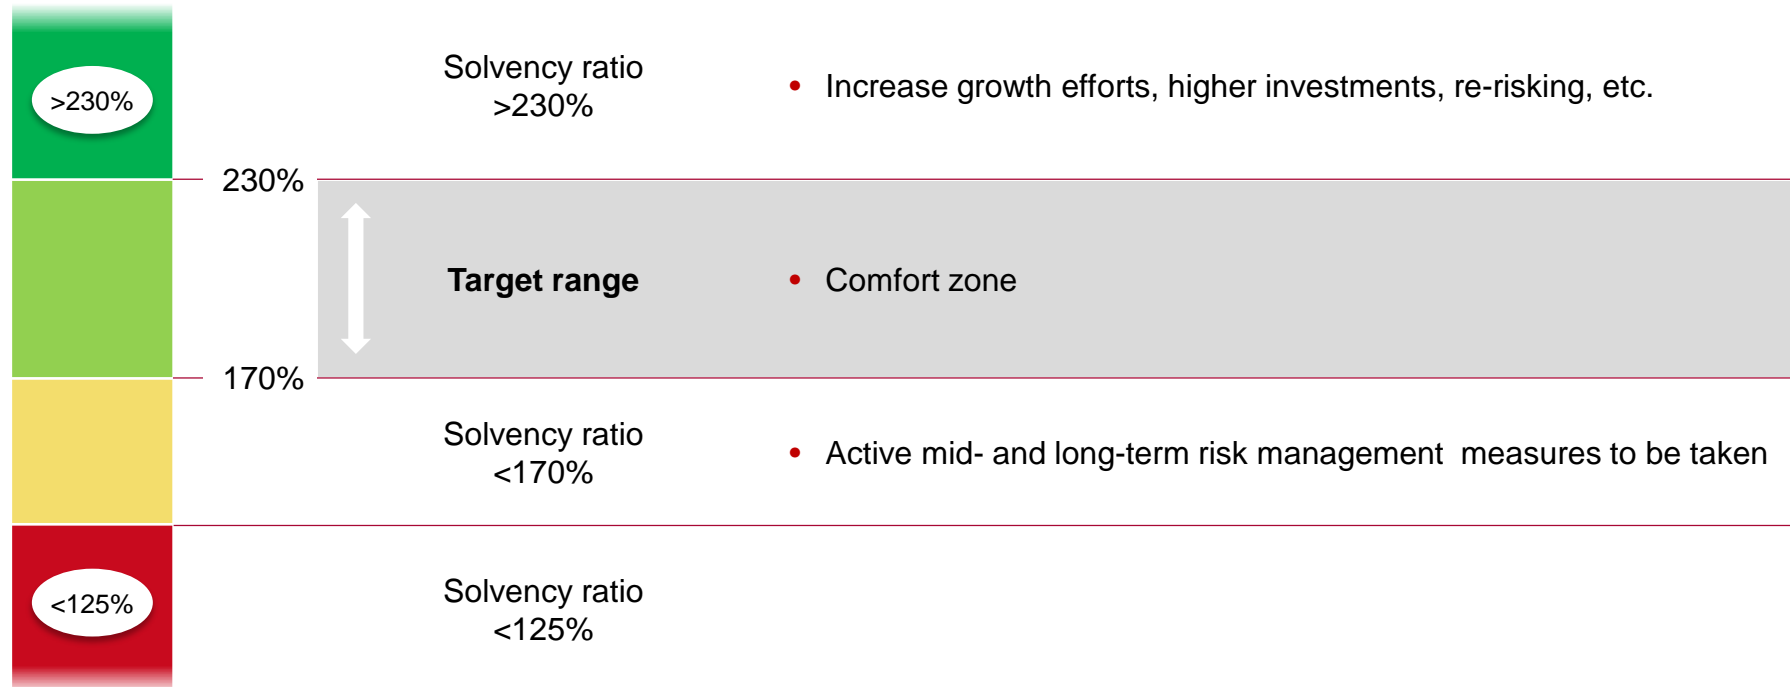 >230%
Solvency ratio
>230%
• Increase growth efforts, higher investments, re-risking, etc.
230%
Target range
• Comfort zone
170%
Solvency ratio
<170%
• Active mid- and long-term risk management  measures to be taken
<125%
Solvency ratio
<125%